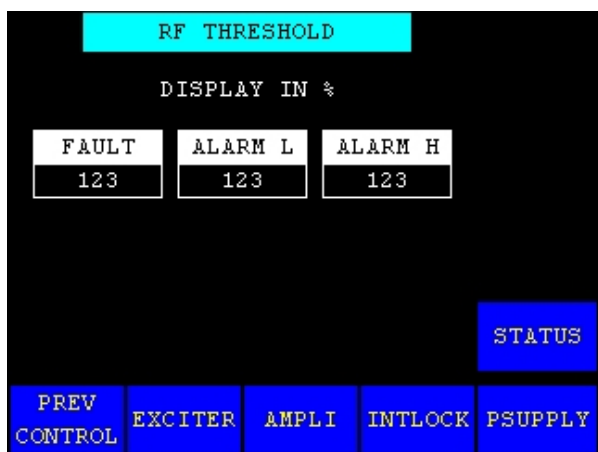 RF THRESHOLD
DISPLAY IN %
FAULT ALARM L ALARM H
123 123 123
STATUS
PREV
CONTROL EXCITER AMPLI INTLOCK PSUPPLY